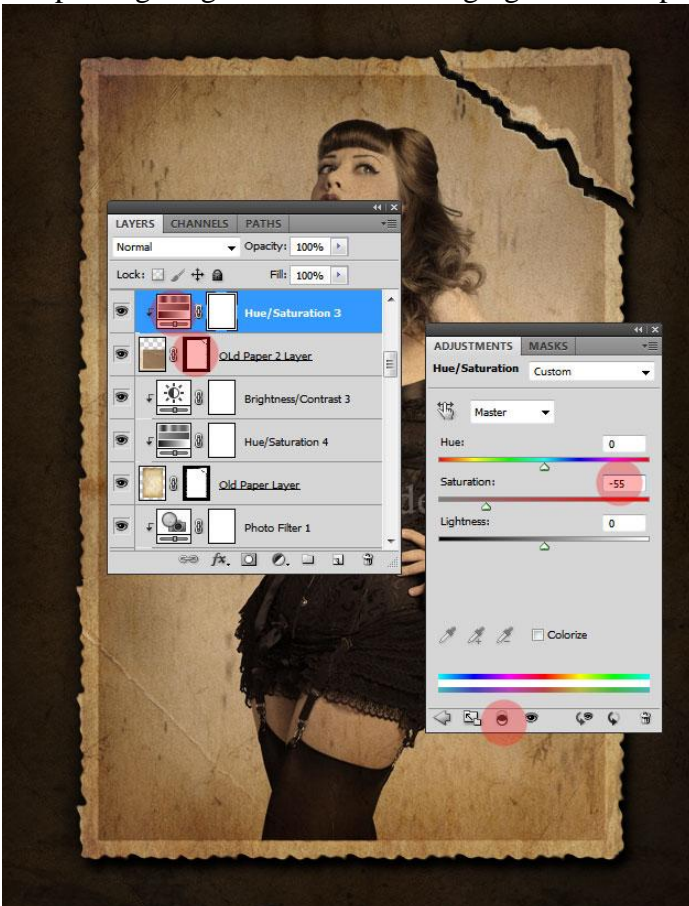 LAYERS CHANNELS PATHS
Normal Opacity: 100%
Lock: Fill: 100%
Hue/Saturation 3
OLd Paper 2 Layer
Brightness/Contrast 3
Hue/Saturation 4
Old Paper Layer
Photo Filter 1
fx.
ADJUSTMENTS MASKS
Hue/Saturation Custom
Master
Hue: 0
Saturation: -55
Lightness: 0
Colorize